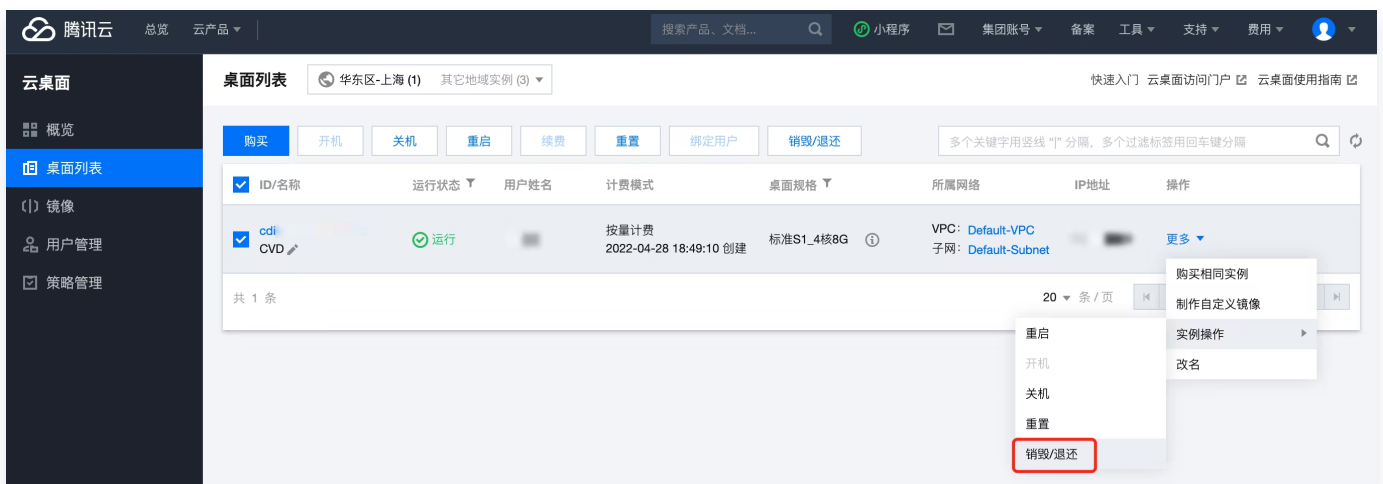 腾讯云 总览 云产品 搜索产品、文档... 小程序 集团账号 备案 工具 支持 费用
云桌面 桌面列表 华东区-上海 (1) 其它地域实例 (3) 快速入门 云桌面访问门户 云桌面使用指南
概览
购买 开机 关机 重启 续费 重置 绑定用户 销毁/退还 多个关键字用竖线 "|" 分隔，多个过滤标签用回车键分隔
桌面列表
ID/名称 运行状态 用户姓名 计费模式 桌面规格 所属网络 IP地址 操作
镜像
用户管理
策略管理
cdi-
CVD
运行
按量计费
2022-04-28 18:49:10 创建
标准S1_4核8G
VPC：Default-VPC
子网：Default-Subnet
更多
共 1 条
20 条 / 页
购买相同实例
制作自定义镜像
实例操作
改名
重启
开机
关机
重置
销毁/退还